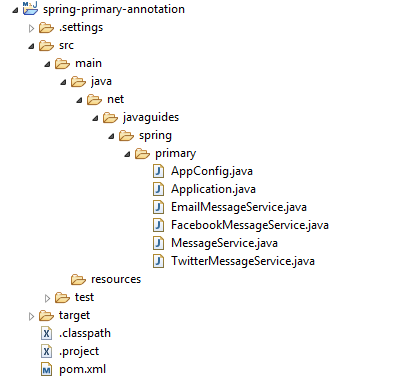 spring-primary-annotation
.settings
src
main
java
net
javaguides
spring
primary
AppConfig.java
Application.java
EmailMessageService.java
FacebookMessageService.java
MessageService.java
TwitterMessageService.java
resources
test
target
.classpath
.project
pom.xml